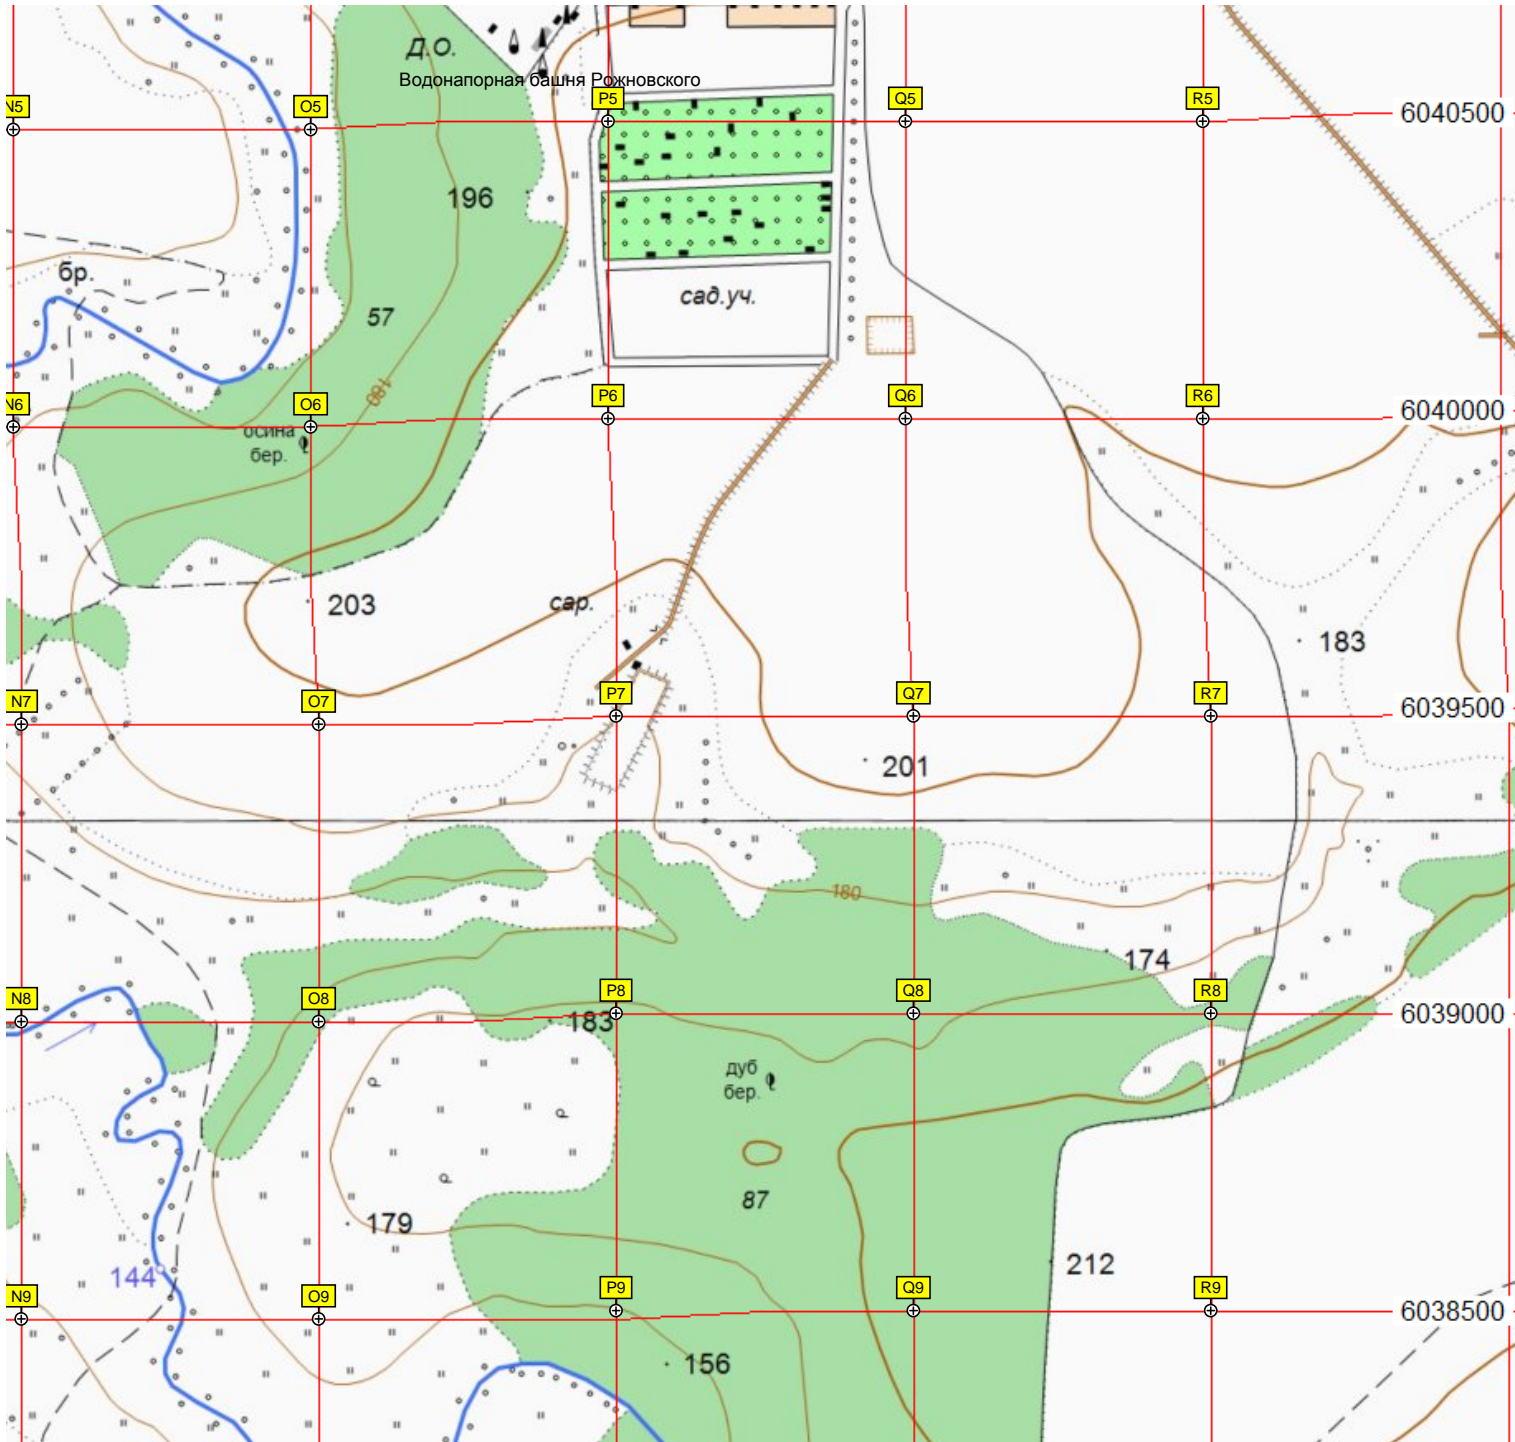 Д.О.
Водонапорная башня Рожновского
N5
O5
P5
Q5
R5
6040500
196
бр.
57
сад.уч.
180
N6
O6
P6
Q6
R6
6040000
осина
бер.
203
сар.
183
N7
O7
P7
Q7
R7
6039500
201
180
174
N8
O8
P8
Q8
R8
6039000
183
дуб
бер.
87
179
212
144
N9
O9
P9
Q9
R9
6038500
156